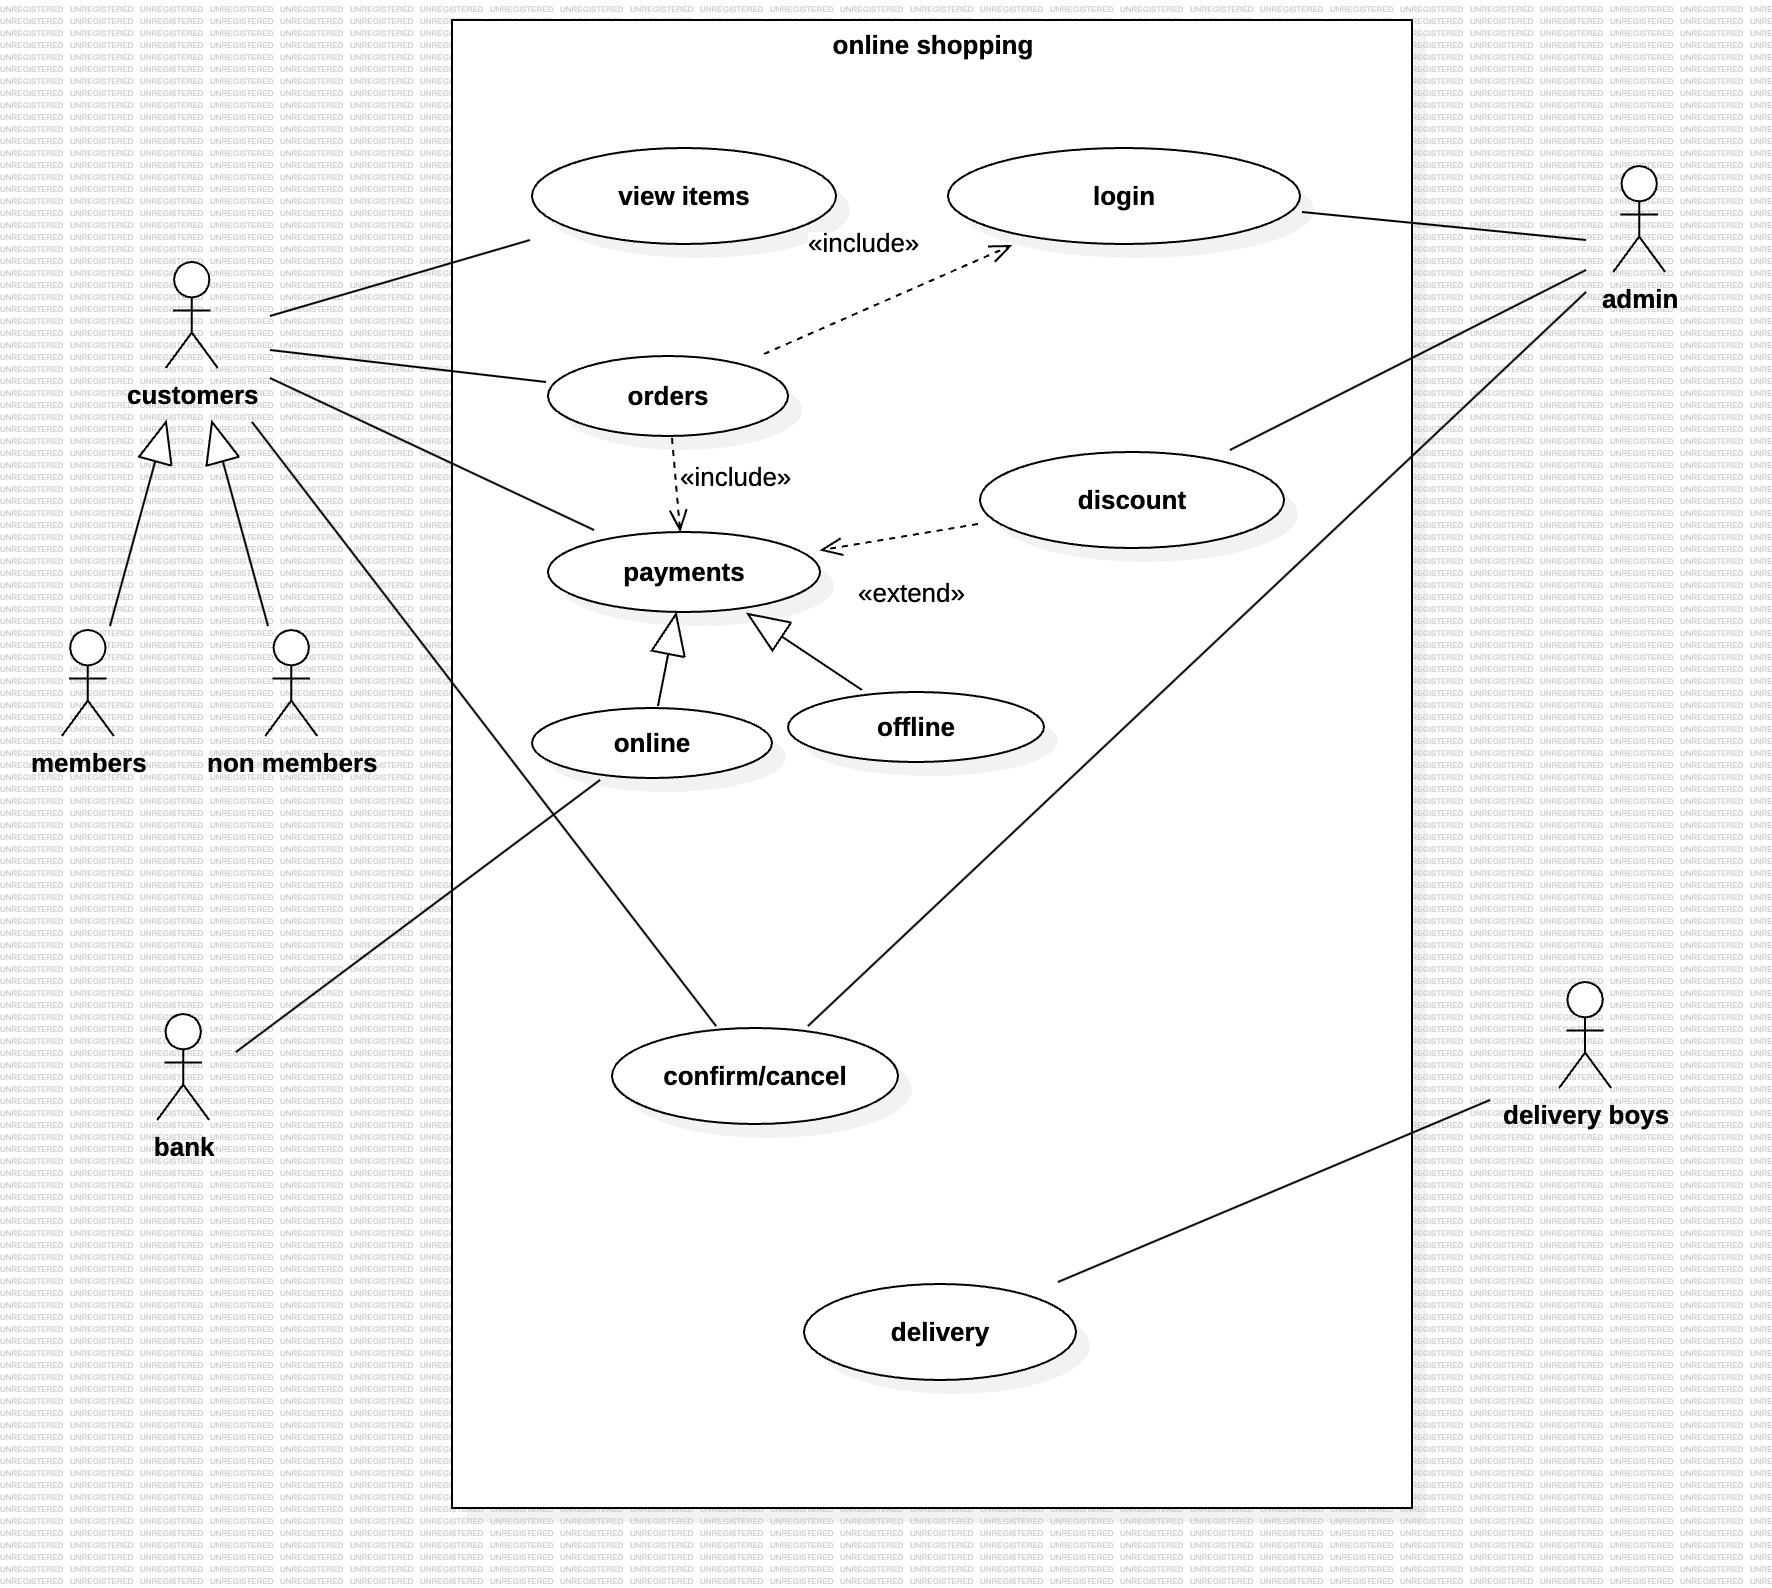 online shopping
view items
login
«include»
admin
customers
orders
«include»
discount
payments
«extend»
online
offline
members
non members
confirm/cancel
bank
delivery boys
delivery
UNREGISTERED